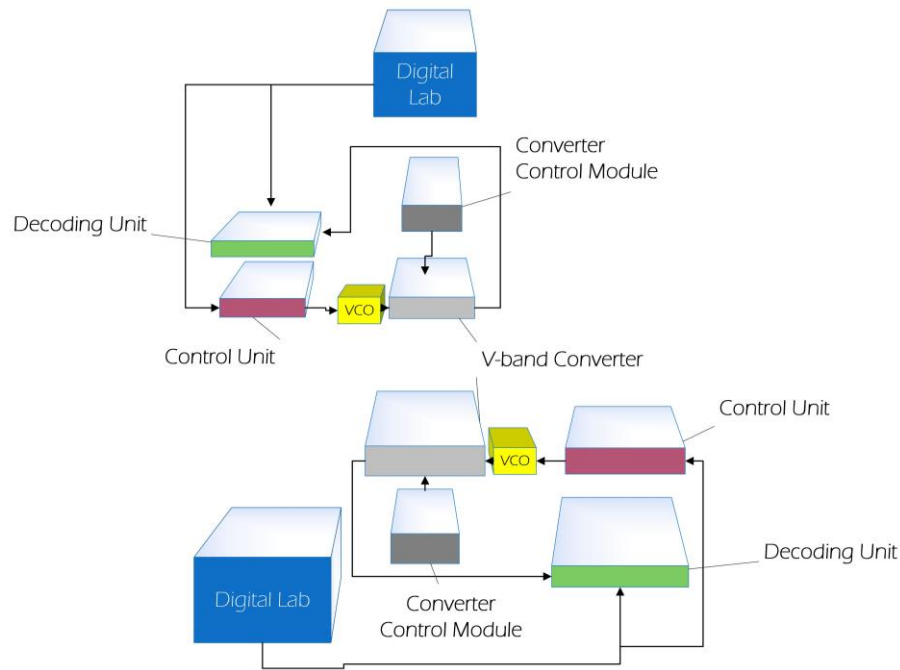 Digital
Lab
Converter
Control Module
Decoding Unit
VCO
Control Unit
V-band Converter
Control Unit
VCO
Decoding Unit
Digital Lab
Converter
Control Module